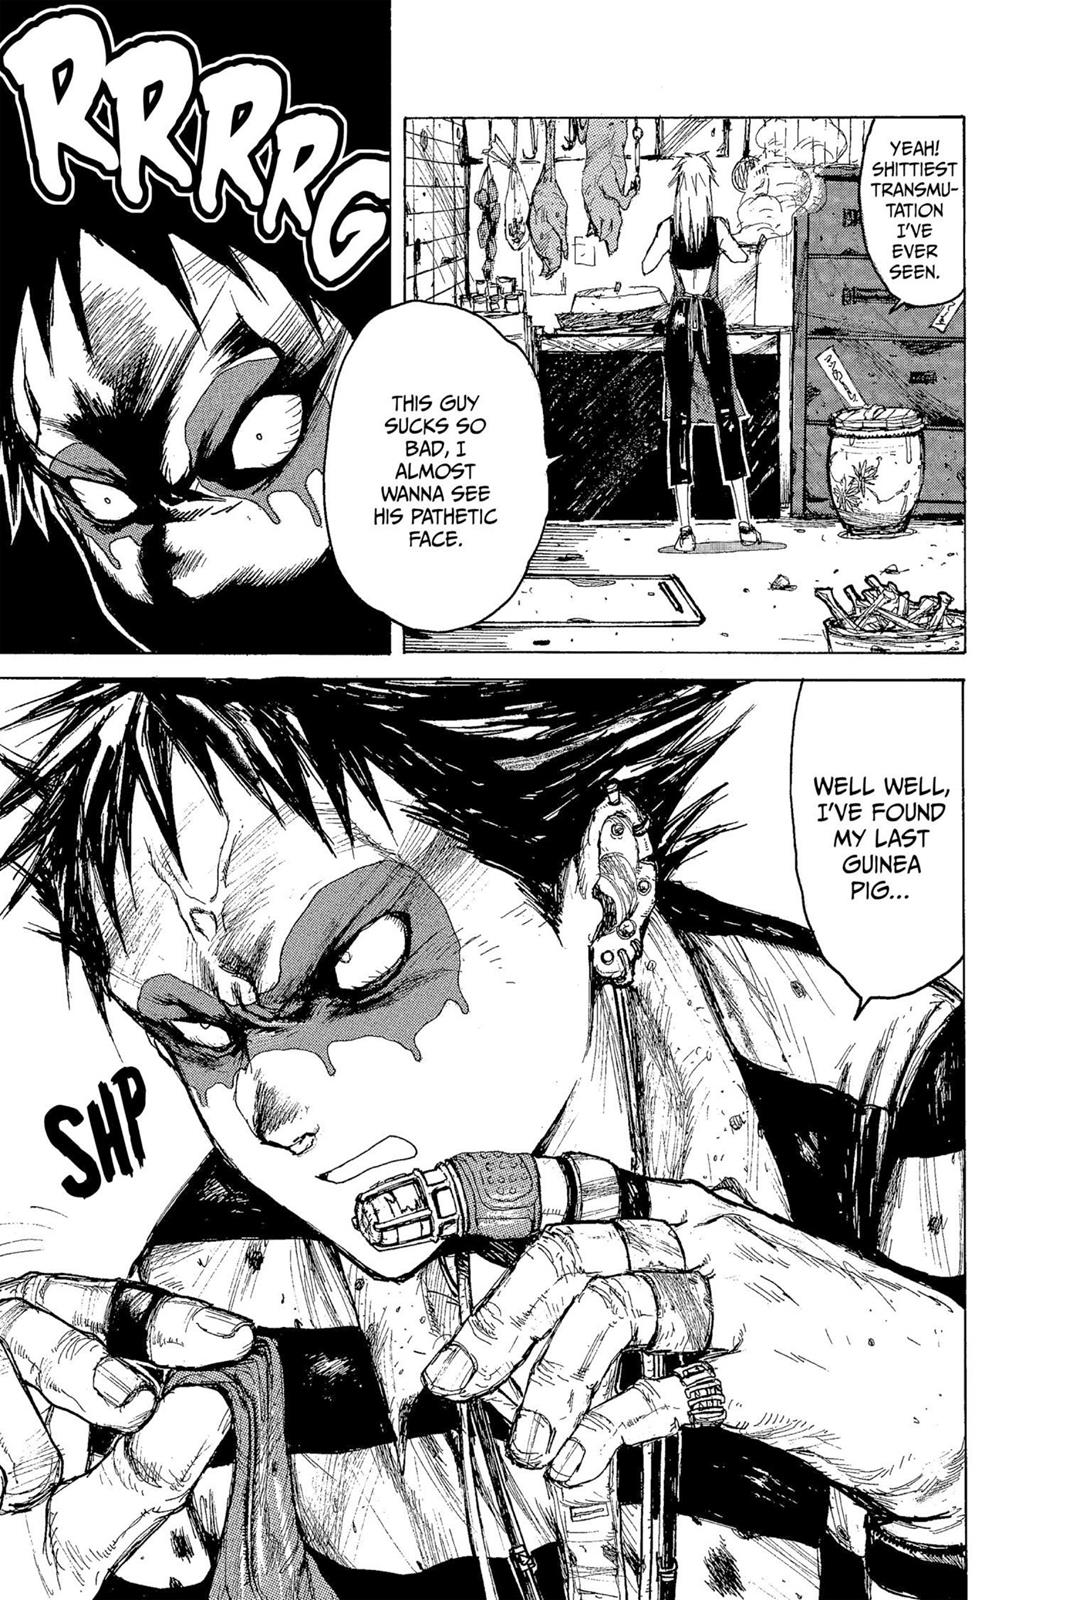 YEAH!
SHITTIEST
TRANSMU-
TATION
I'VE
EVER
SEEN.
THIS GUY
SUCKS SO
BAD, I
ALMOST
WANNA SEE
HIS PATHETIC
FACE.
RRRRG
WELL WELL,
I'VE FOUND
MY LAST
GUINEA
PIG...
SHP